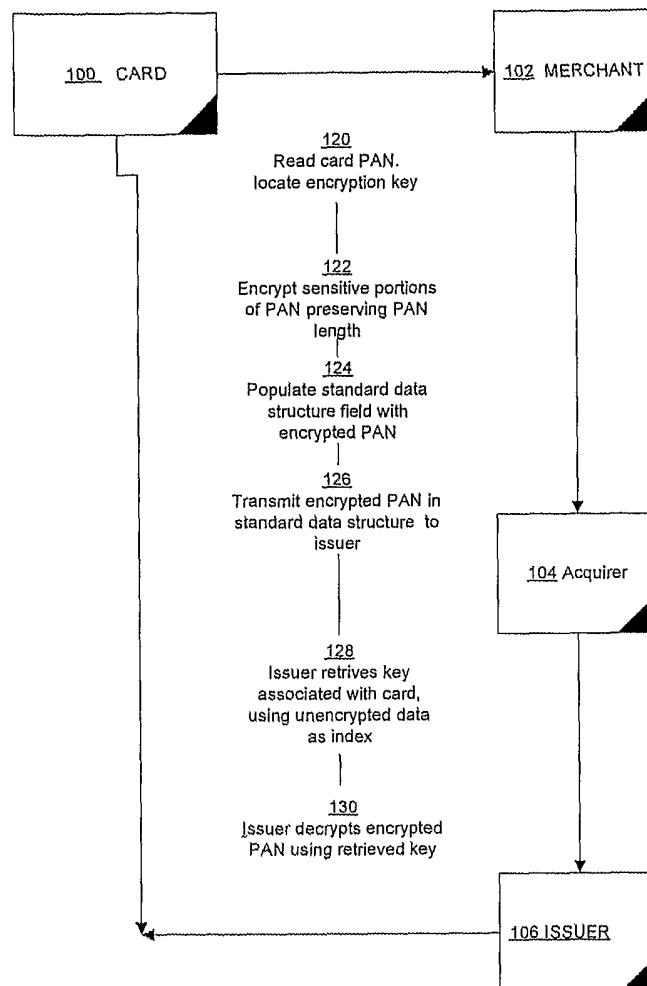 100 CARD
102 MERCHANT
120
Read card PAN.
locate encryption key
122
Encrypt sensitive portions
of PAN preserving PAN
length
124
Populate standard data
structure field with
encrypted PAN
126
Transmit encrypted PAN in
standard data structure to
issuer
104 Acquirer
128
Issuer retrives key
associated with card,
using unencrypted data
as index
130
Issuer decrypts encrypted
PAN using retrieved key
106 ISSUER